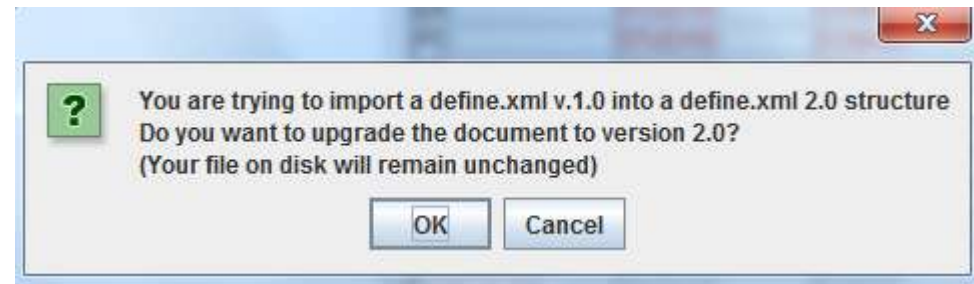 You are trying to import a define.xml v.1.0 into a define.xml 2.0 structure
Do you want to upgrade the document to version 2.0?
(Your file on disk will remain unchanged)
OK Cancel